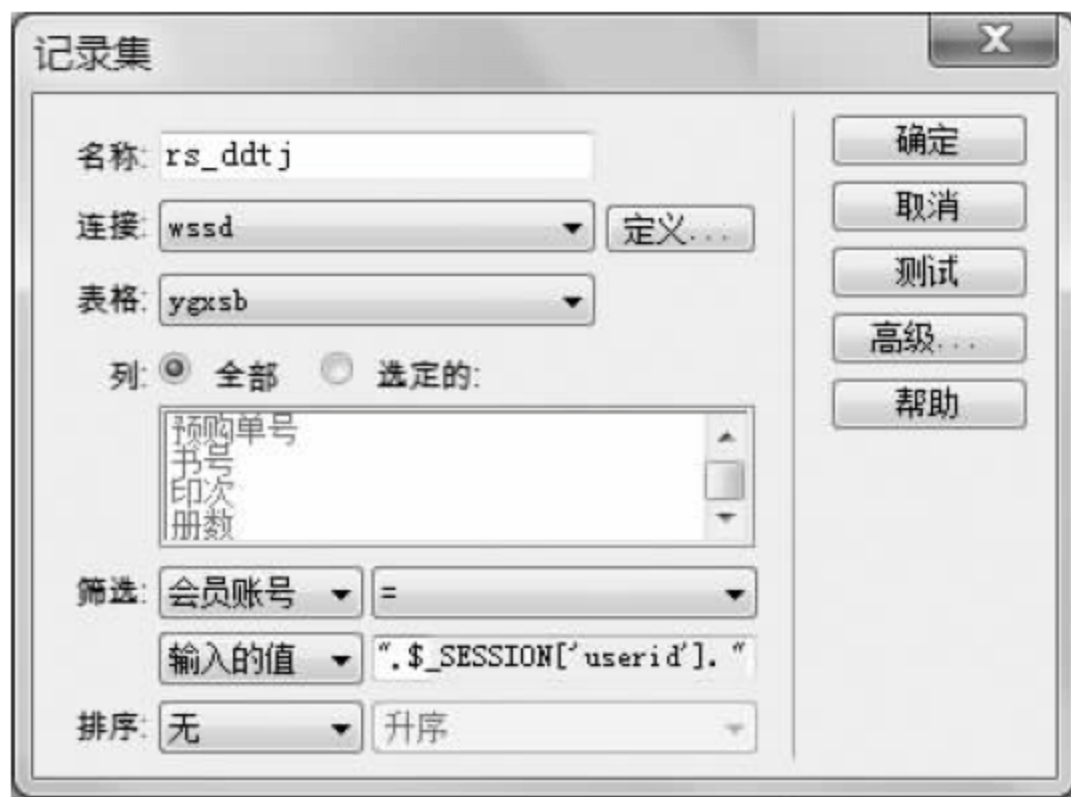 记录集
名称: rs_ddtj
连接: wssd 定义...
表格: ygxsb
列: 全部 选定的:
预购单号
书号
印次
册数
筛选: 会员账号 =
输入的值 ".$_SESSION['userid']. "
排序: 无 升序
确定
取消
测试
高级...
帮助